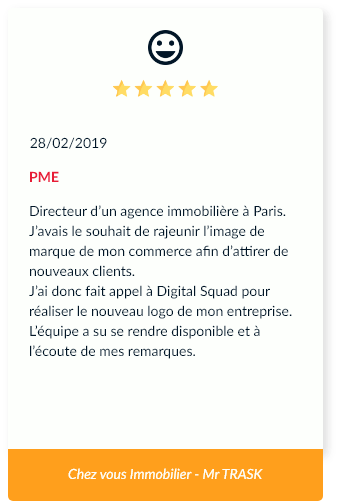 28/02/2019
PME
Directeur d’un agence immobilière à Paris.
J’avais le souhait de rajeunir l’image de
marque de mon commerce afin d’attirer de
nouveaux clients.
J’ai donc fait appel à Digital Squad pour
réaliser le nouveau logo de mon entreprise.
L’équipe a su se rendre disponible et à
l’écoute de mes remarques.
Chez vous Immobilier - Mr TRASK